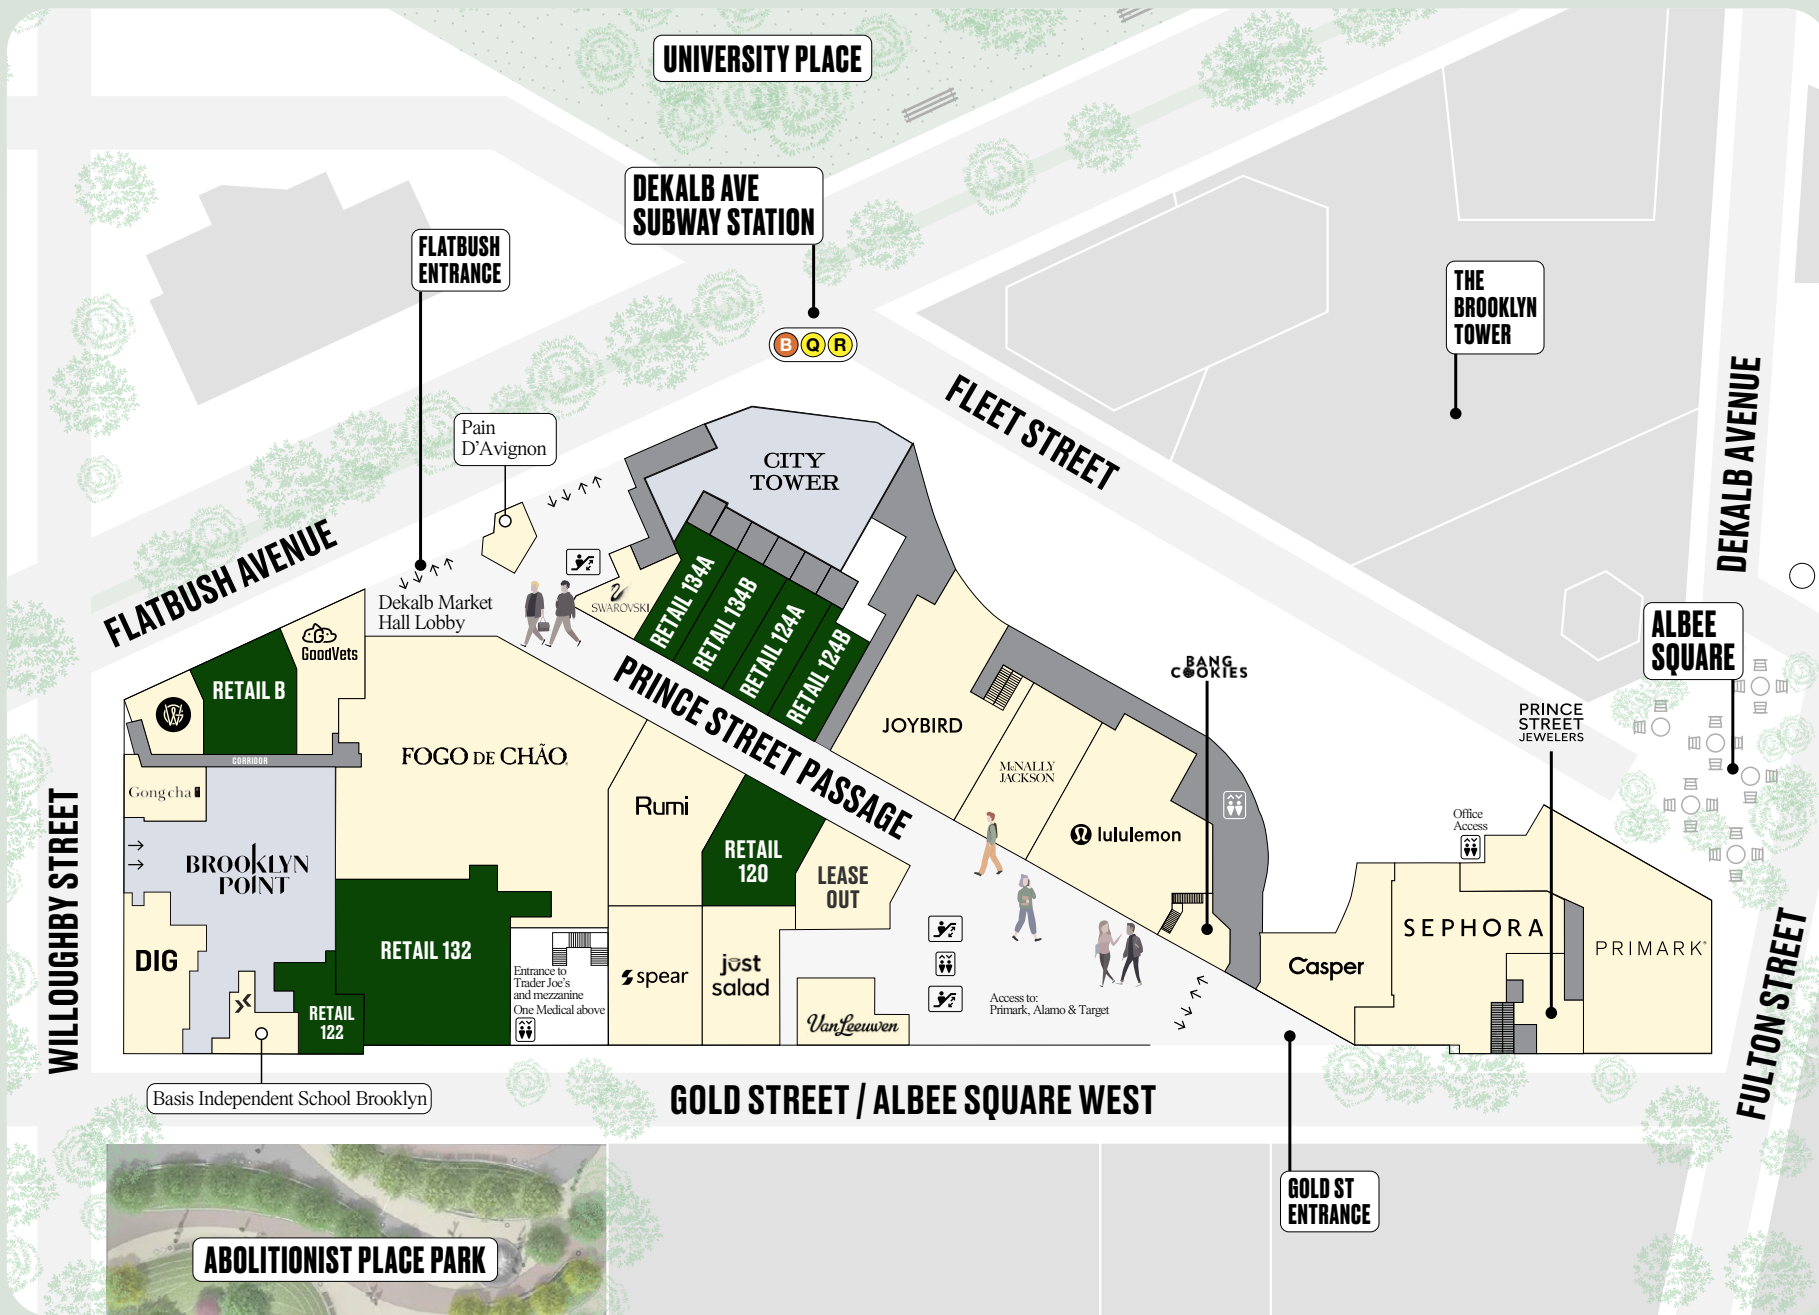 UNIVERSITY PLACE
DEKALB AVE
SUBWAY STATION
FLATBUSH
ENTRANCE
THE
BROOKLYN
TOWER
B Q R
FLEET STREET
DEKALB AVENUE
Pain
D'Avignon
CITY
TOWER
FLATBUSH AVENUE
Dekalb Market
Hall Lobby
SWAROVSKI
RETAIL 134A
RETAIL 134B
RETAIL 124A
RETAIL 124B
ALBEE
SQUARE
GoodVets
RETAIL B
W
PRINCE STREET PASSAGE
BANG
COOKIES
PRINCE
STREET
JEWELERS
JOYBIRD
FOGO DE CHÃO
CORRIDOR
McNALLY
JACKSON
Gong cha
Rumi
lululemon
Office
Access
WILLOUGHBY STREET
BROOKLYN
POINT
RETAIL
120
LEASE
OUT
SEPHORA
PRIMARK
DIG
RETAIL 132
Entrance to
Trader Joe's
and mezzanine
One Medical above
spear
just
salad
Casper
Access to:
Primark, Alamo & Target
RETAIL
122
Van Leeuwen
FULTON STREET
Basis Independent School Brooklyn
GOLD STREET / ALBEE SQUARE WEST
GOLD ST
ENTRANCE
ABOLITIONIST PLACE PARK